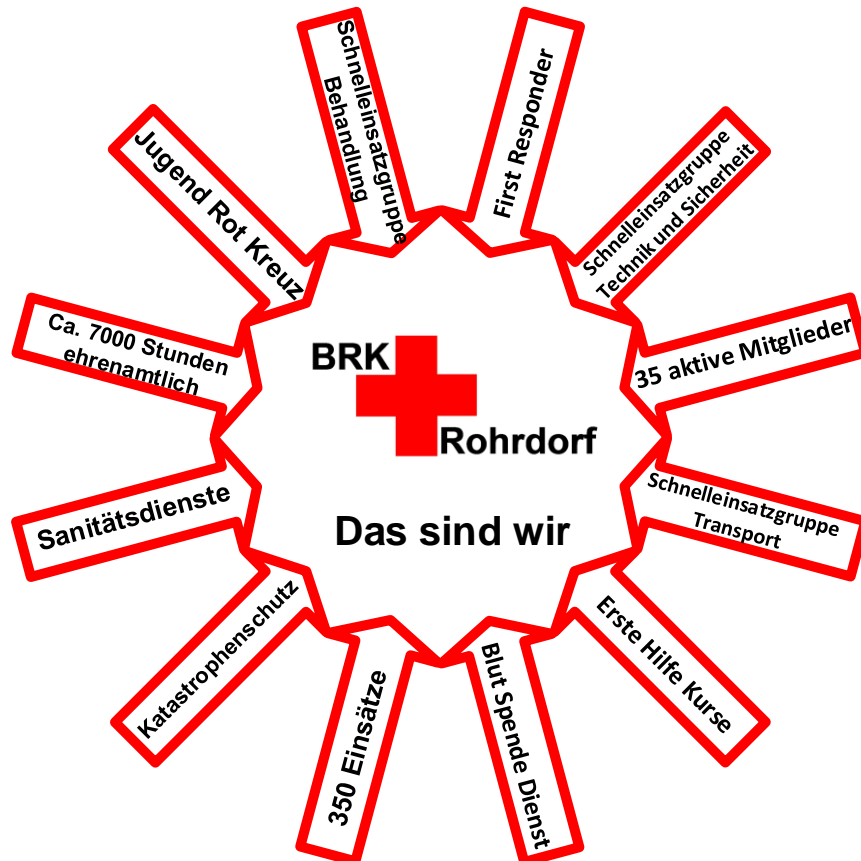 BRK
Rohrdorf
Das sind wir
First Responder
Schnelleinsatzgruppe
Technik und Sicherheit
35 aktive Mitglieder
Schnelleinsatzgruppe
Transport
Erste Hilfe Kurse
Blut Spende Dienst
350 Einsätze
Katastrophenschutz
Sanitätsdienste
Ca. 7000 Stunden
ehrenamtlich
Jugend Rot Kreuz
Schnelleinsatzgruppe
Behandlung